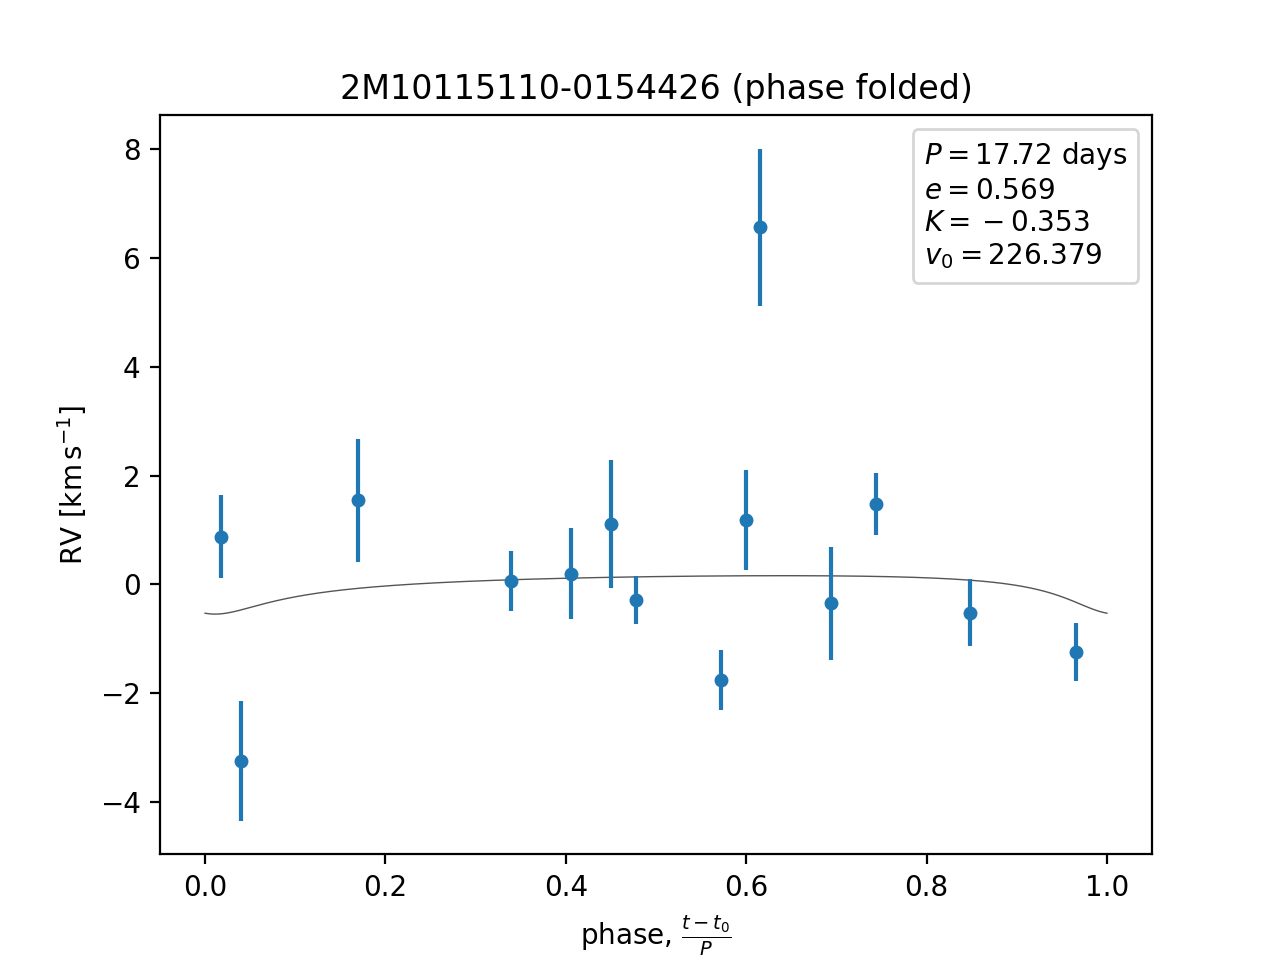 2M10115110-0154426 (phase folded)
P = 17.72 days
e = 0.569
K = −0.353
v₀ = 226.379
8
6
4
2
0
−2
−4
RV [km s⁻¹]
0.0 0.2 0.4 0.6 0.8 1.0
phase, (t − t₀)/P